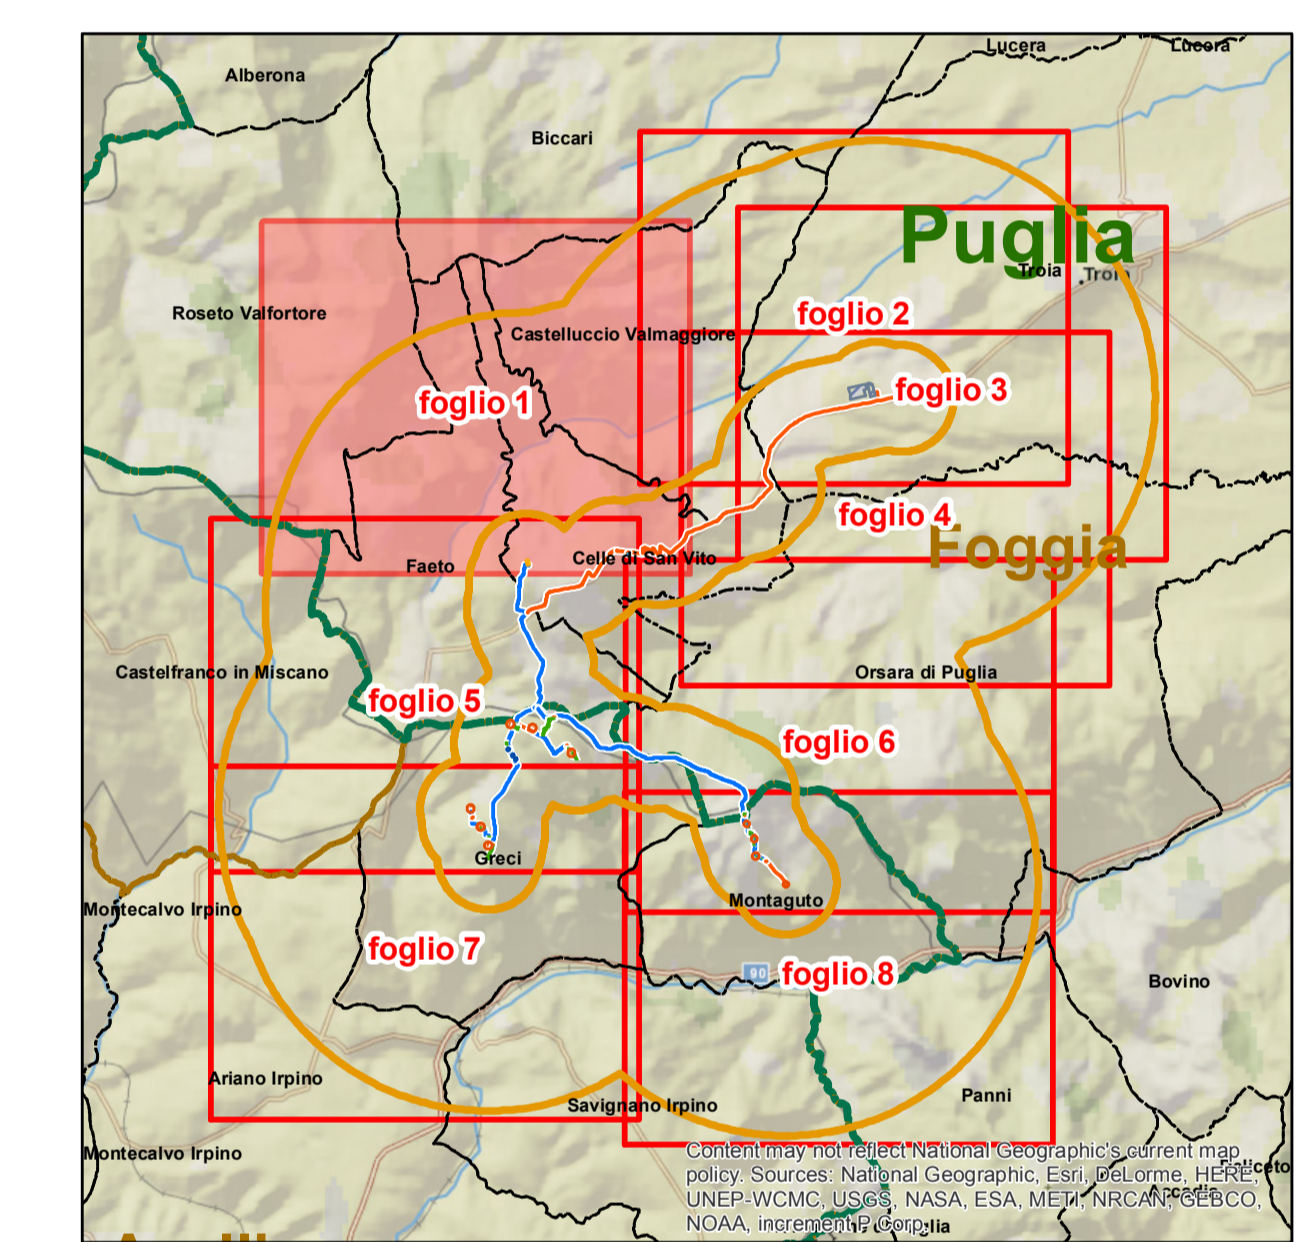 Lucera
Lucera
Alberona
Biccari
Puglia
Troia
Troia
Roseto Valfortore
foglio 2
Castelluccio Valmaggiore
foglio 1
foglio 3
foglio 4
Foggia
Celle di San Vito
Faeto
Castelfranco in Miscano
Orsara di Puglia
foglio 5
foglio 6
Greci
Montaguto
Montecalvo Irpino
foglio 7
foglio 8
90
Bovino
Ariano Irpino
Panni
Savignano Irpino
Montecalvo Irpino
Content may not reflect National Geographic's current map
policy. Sources: National Geographic, Esri, DeLorme, HERE,
UNEP-WCMC, USGS, NASA, ESA, METI, NRCAN, GEBCO,
NOAA, increment P Corp.
Accadia